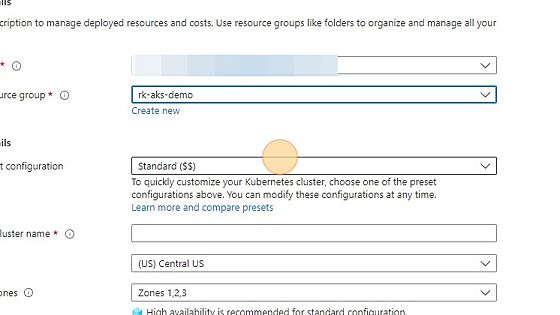 ails
cription to manage deployed resources and costs. Use resource groups like folders to organize and manage all your
*
urce group *
rk-aks-demo
Create new
ails
t configuration
Standard ($$)
To quickly customize your Kubernetes cluster, choose one of the preset
configurations above. You can modify these configurations at any time.
Learn more and compare presets
luster name *
(US) Central US
ones
Zones 1,2,3
High availability is recommended for standard configuration.